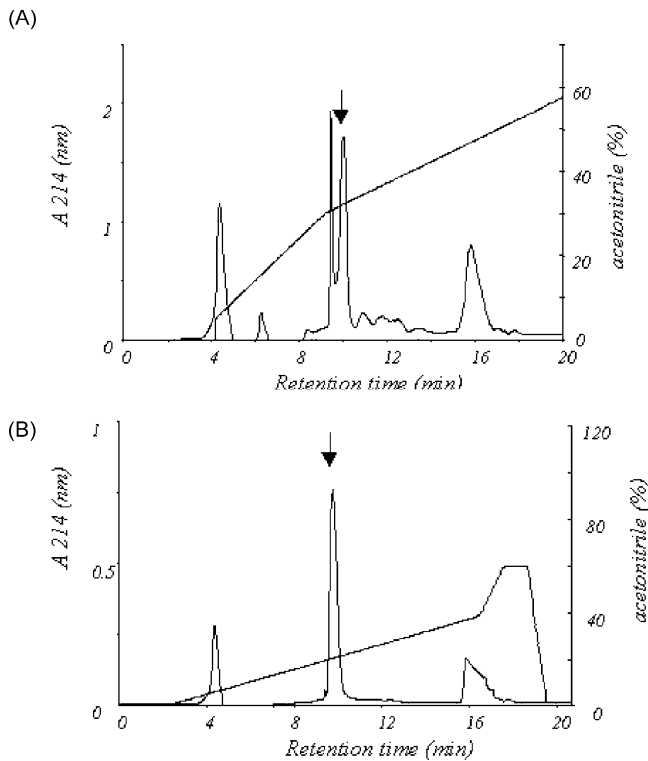 (A)
A 214 (nm)
2
1
0
60
40
20
0
acetonitrile (%)
0 4 8 12 16 20
Retention time (min)
(B)
A 214 (nm)
1
0.5
0
120
80
40
0
acetonitrile (%)
0 4 8 12 16 20
Retention time (min)